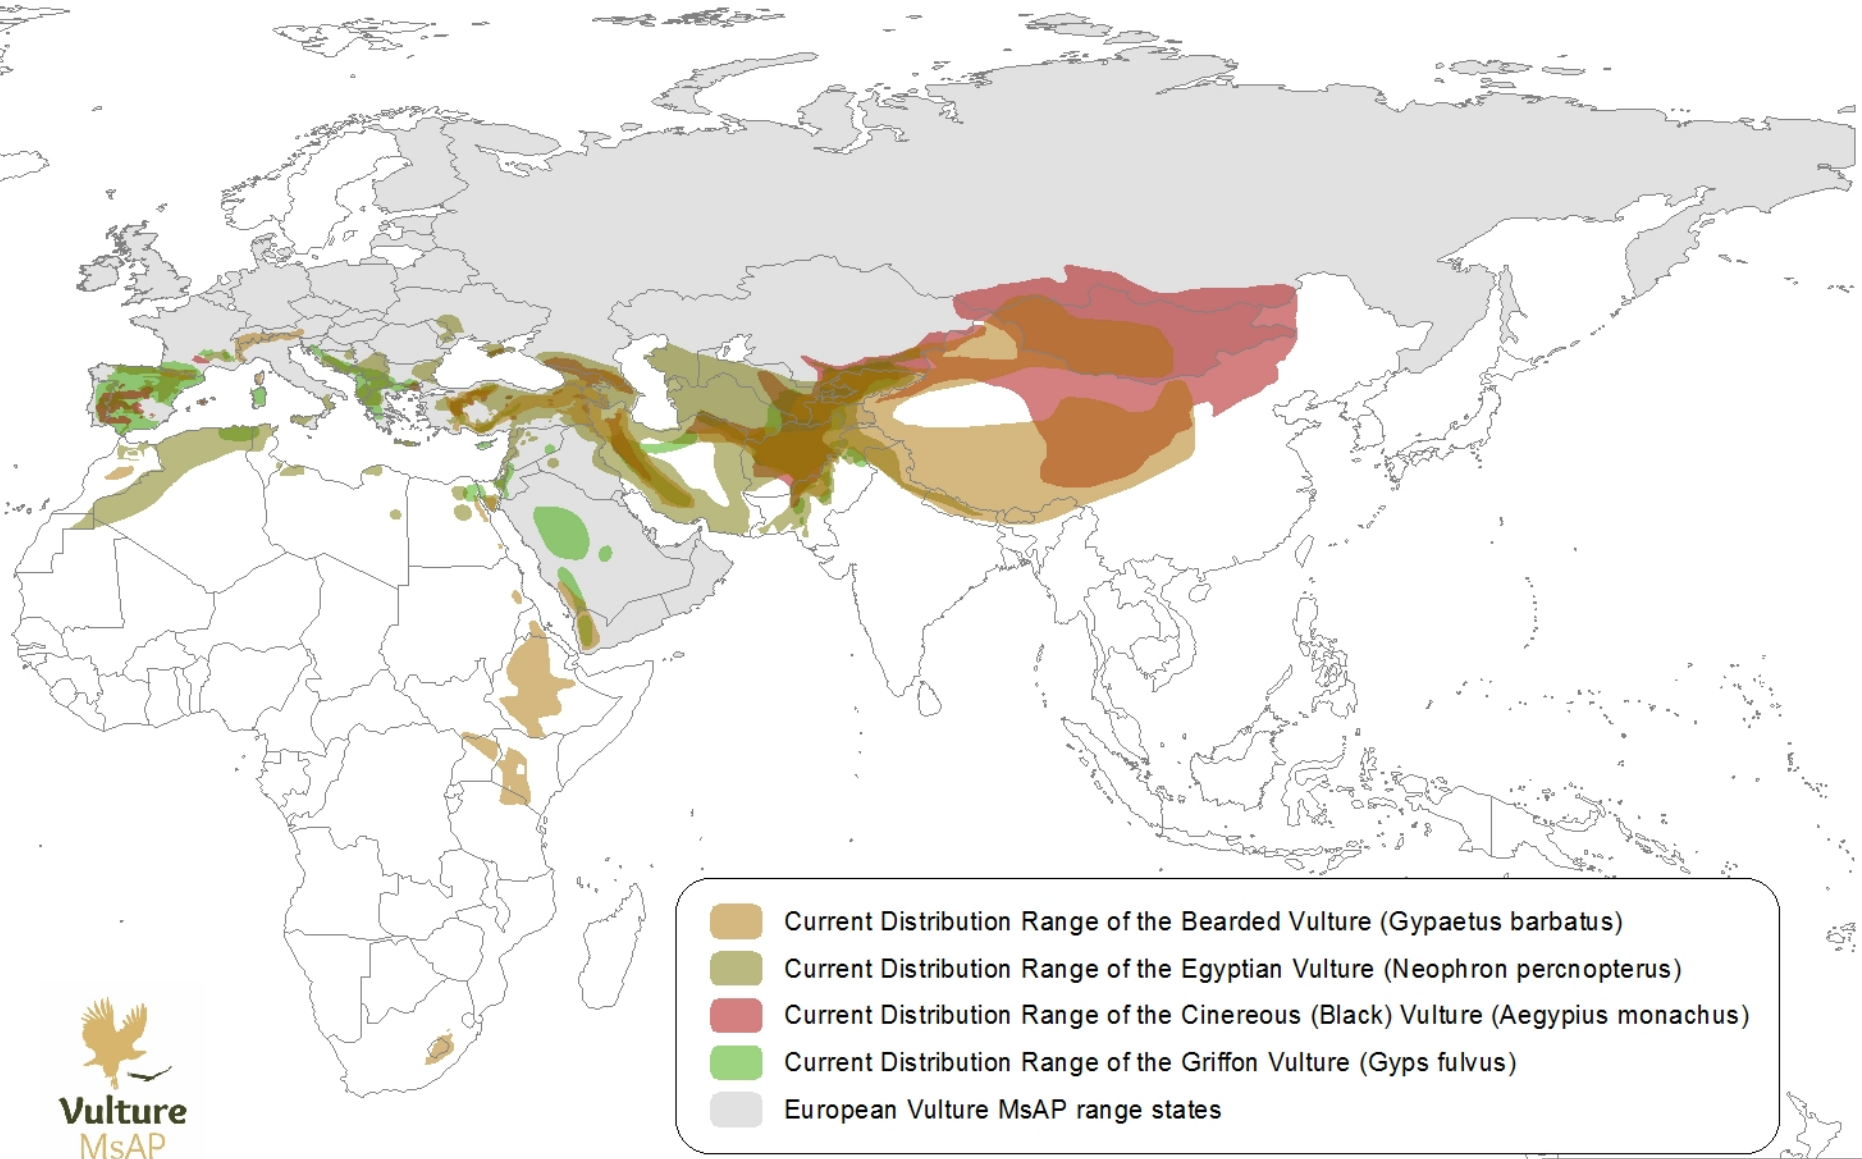 Current Distribution Range of the Bearded Vulture (Gypaetus barbatus)
Current Distribution Range of the Egyptian Vulture (Neophron percnopterus)
Current Distribution Range of the Cinereous (Black) Vulture (Aegypius monachus)
Current Distribution Range of the Griffon Vulture (Gyps fulvus)
European Vulture MsAP range states
Vulture
MsAP